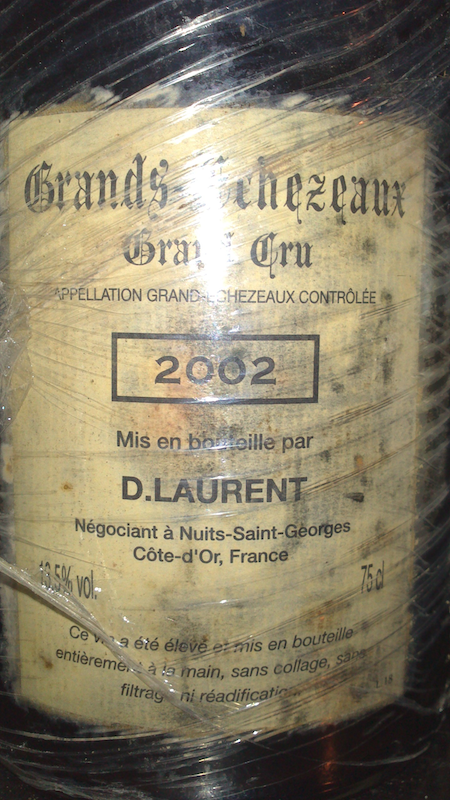 Grands-Echezeaux
Grand Cru
APPELLATION GRAND-ECHEZEAUX CONTRÔLÉE
2002
Mis en bouteille par
D.LAURENT
Négociant à Nuits-Saint-Georges
Côte-d'Or, France
13.5% vol.
75 cl
Ce vin a été élevé et mis en bouteille
entièrement à la main, sans collage, sans
filtrage ni réadification